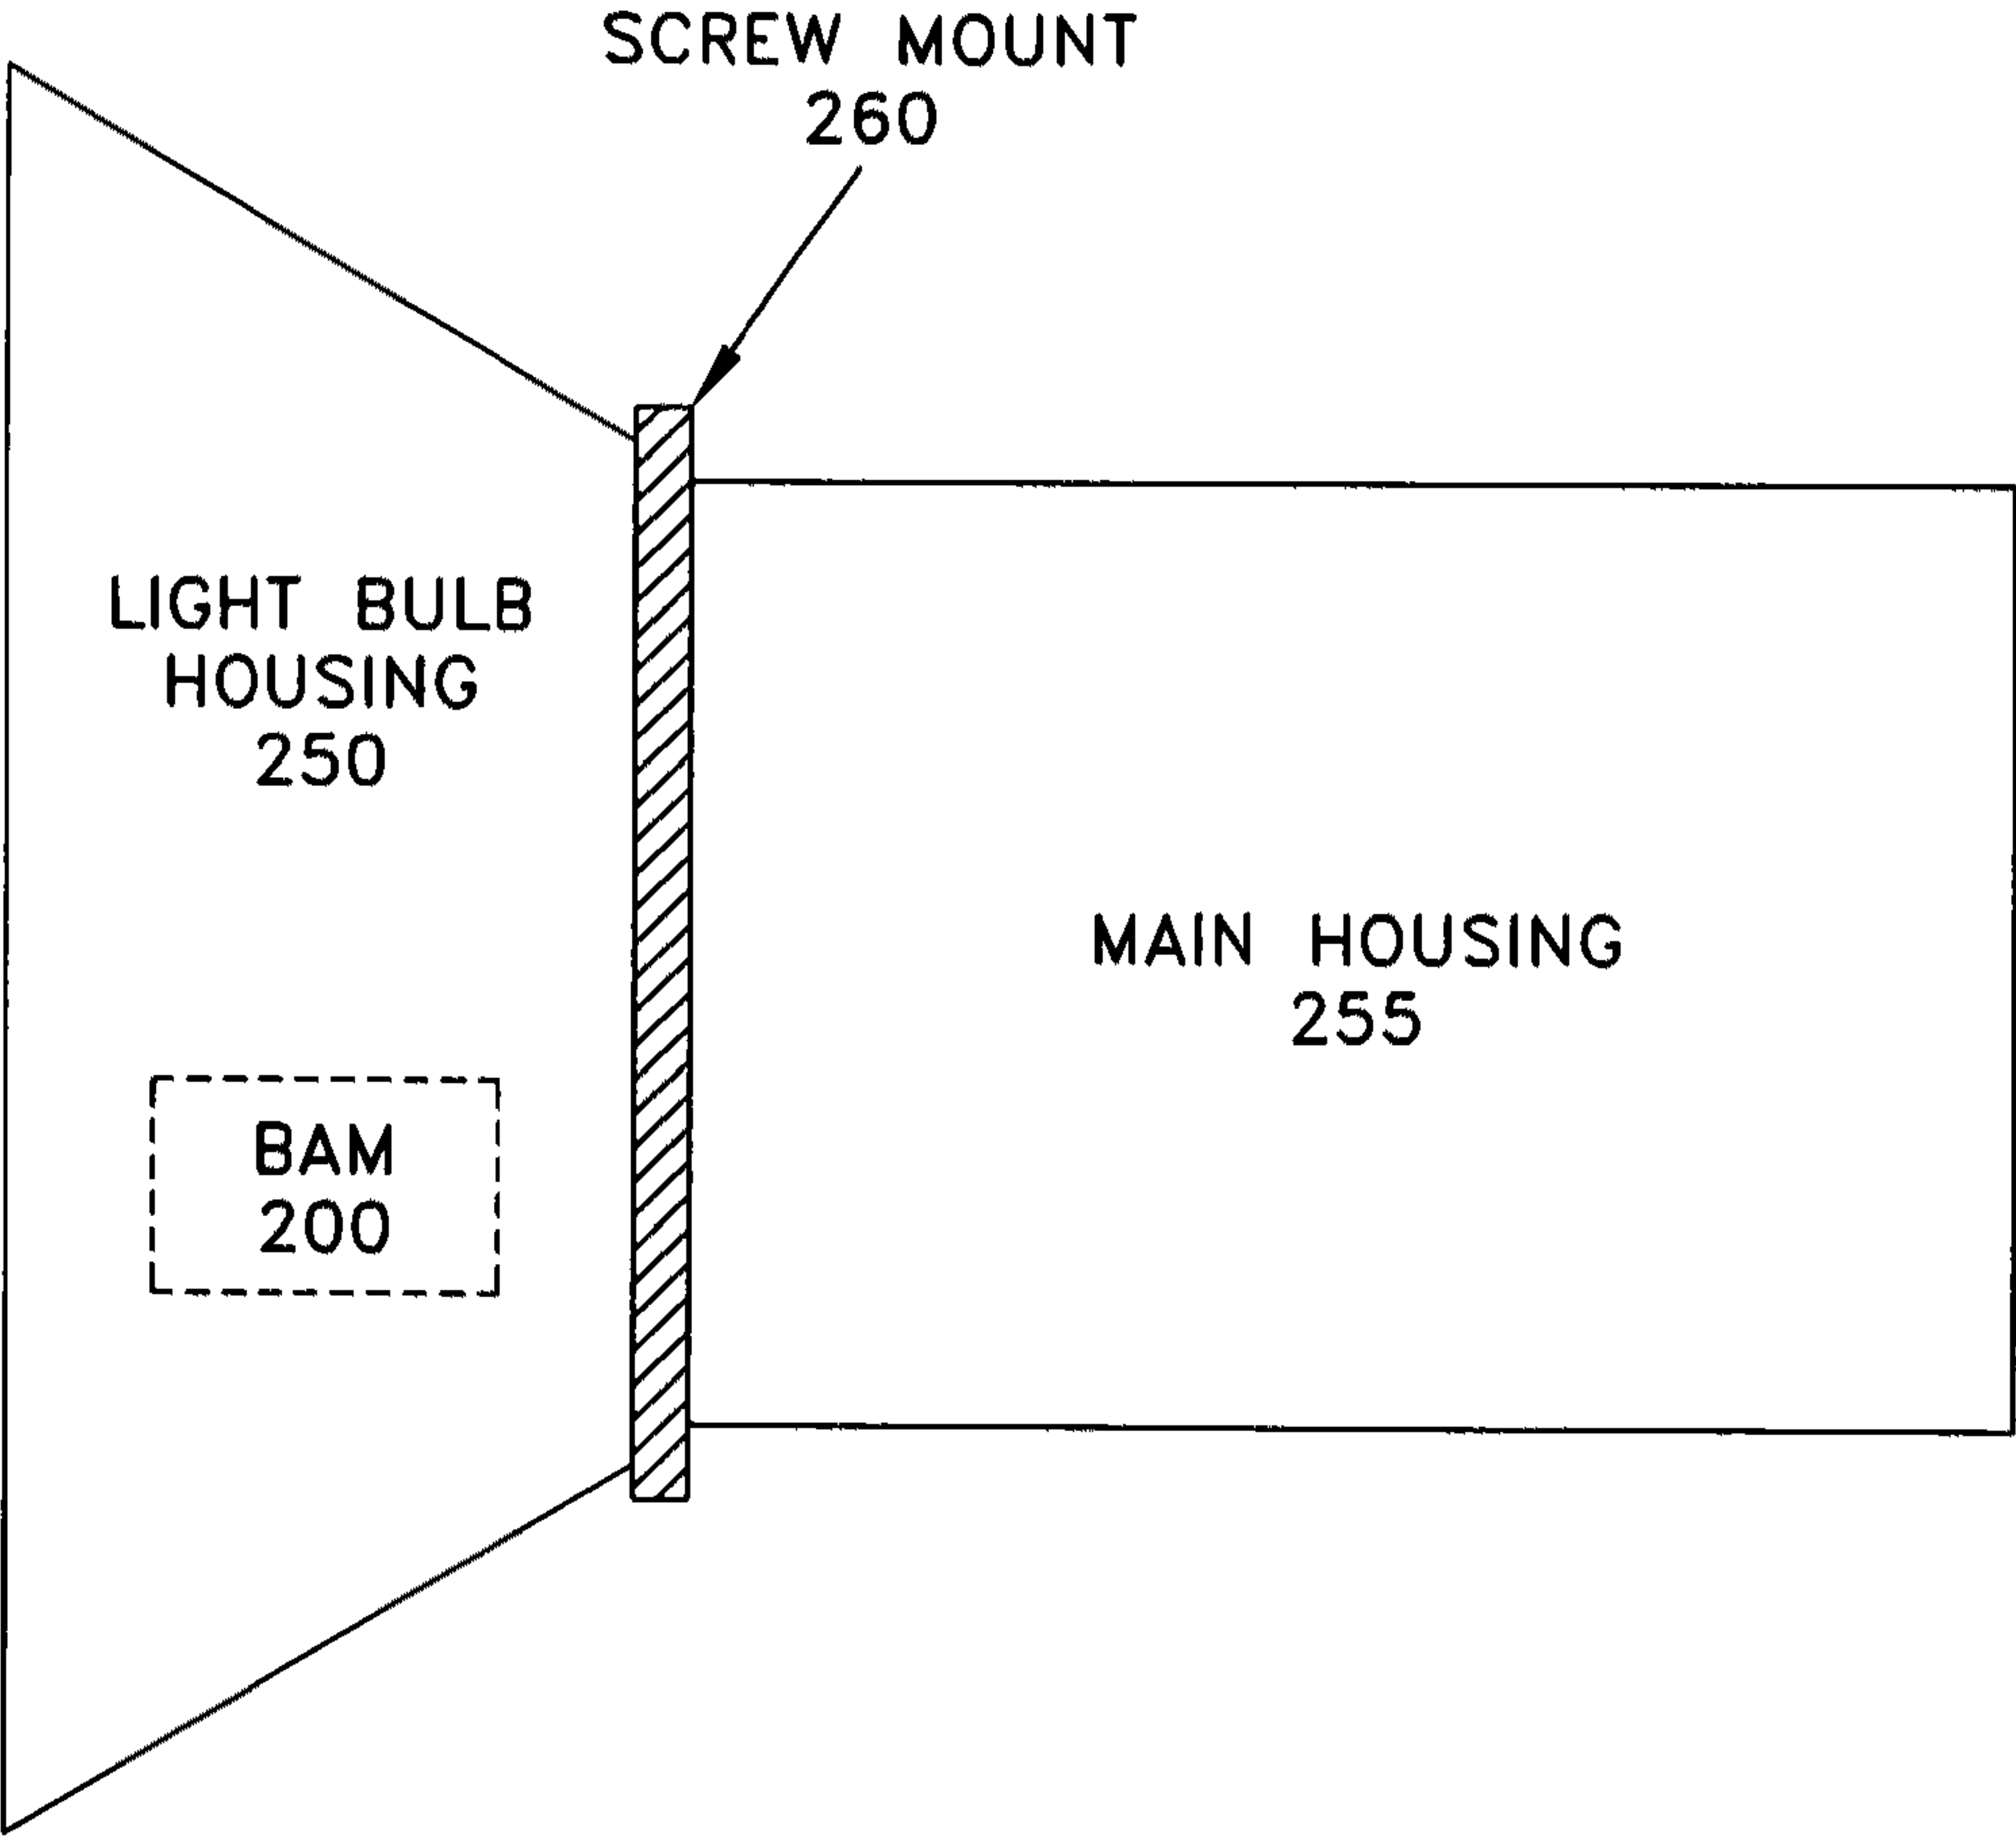 SCREW MOUNT
260
LIGHT BULB
HOUSING
250
MAIN HOUSING
255
BAM
200